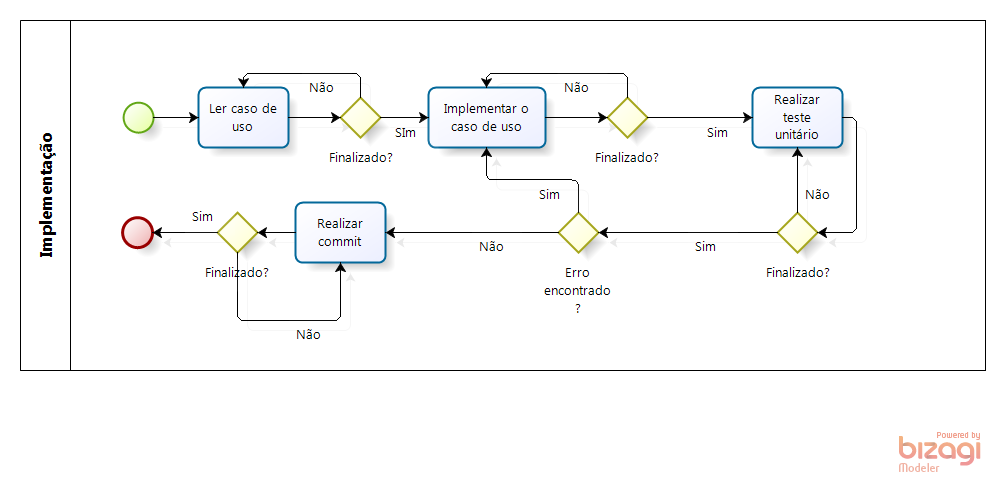 Implementação
Não
Não
Ler caso de
uso
SIm
Finalizado?
Implementar o
caso de uso
Sim
Finalizado?
Realizar
teste
unitário
Não
Sim
Sim
Realizar
commit
Sim
Não
Finalizado?
Erro
encontrado
?
Finalizado?
Não
Powered by
bizagi
Modeler